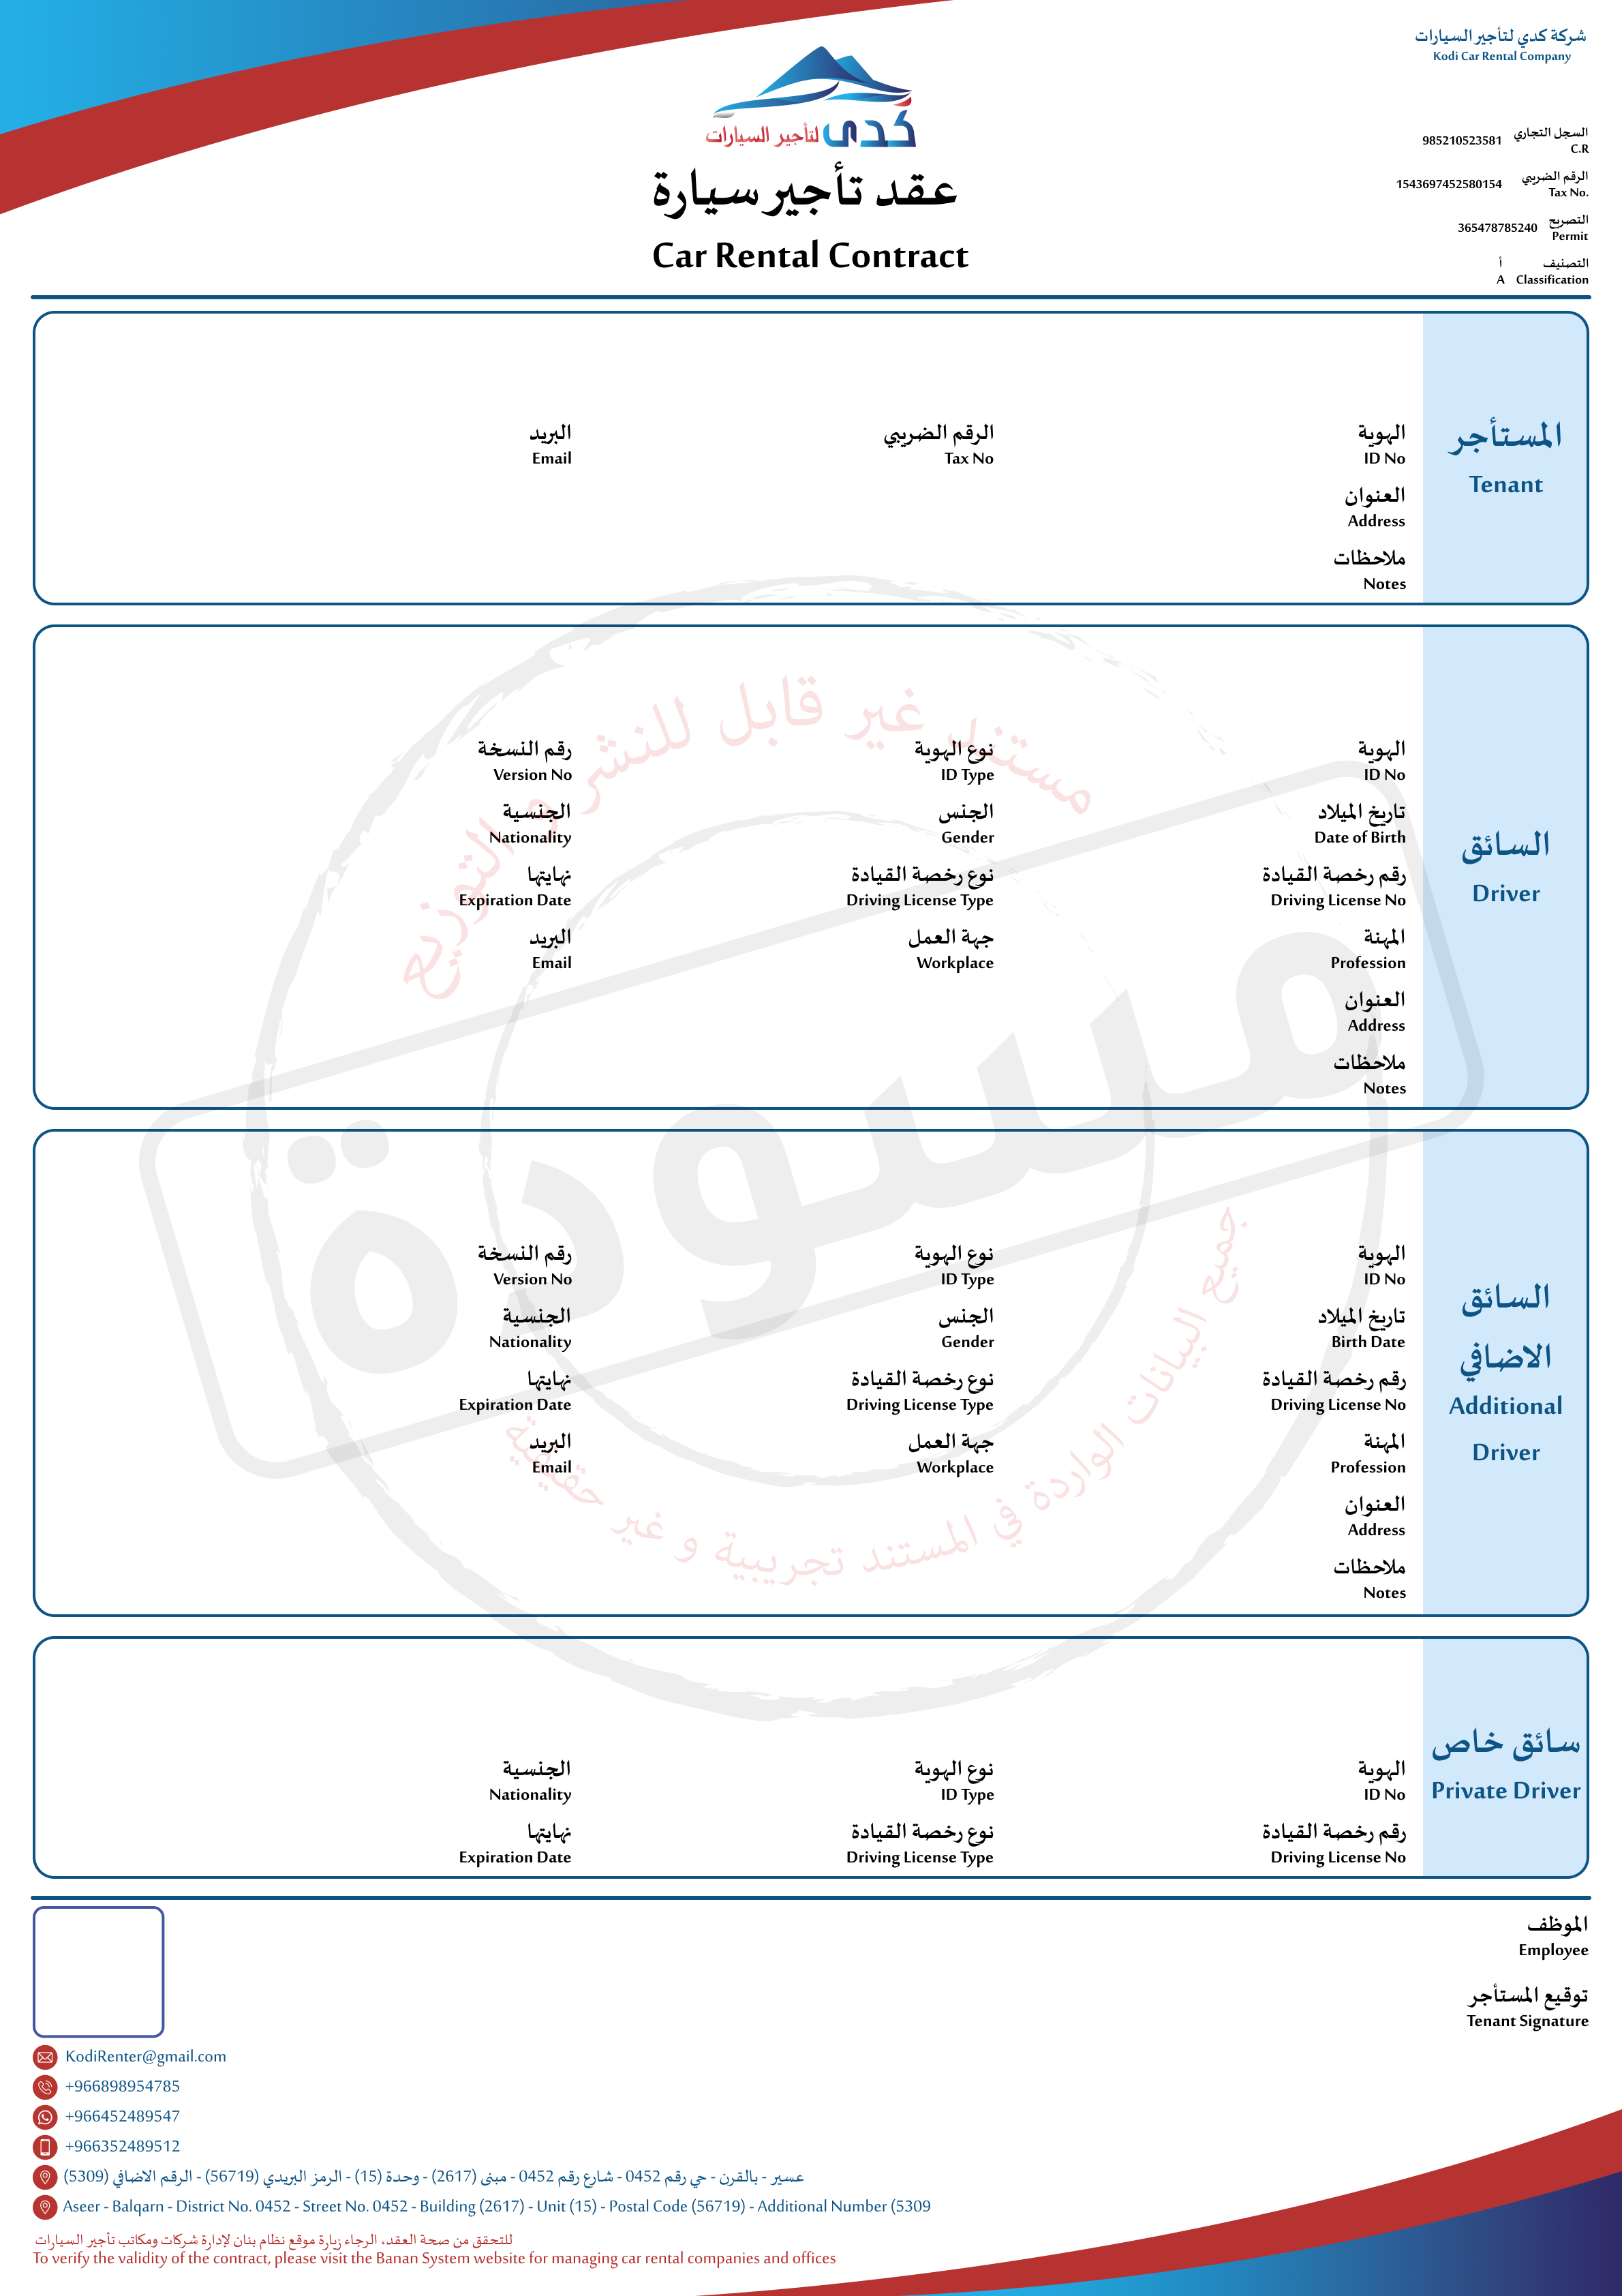 شركة كدي لتأجير السيارات
Kodi Car Rental Company
كُدي لتأجير السيارات
عقد تأجير سيارة
Car Rental Contract
السجل التجاري 985210523581
C.R
الرقم الضريبي 1543697452580154
Tax No.
التصريح 365478785240
Permit
التصنيف أ
Classification A
المستأجر
Tenant
الهوية الرقم الضريبي البريد
ID No Tax No Email
العنوان
Address
ملاحظات
Notes
السائق
Driver
الهوية نوع الهوية رقم النسخة
ID No ID Type Version No
تاريخ الميلاد الجنس الجنسية
Date of Birth Gender Nationality
رقم رخصة القيادة نوع رخصة القيادة نهايتها
Driving License No Driving License Type Expiration Date
المهنة جهة العمل البريد
Profession Workplace Email
العنوان
Address
ملاحظات
Notes
السائق
الاضافي
Additional
Driver
الهوية نوع الهوية رقم النسخة
ID No ID Type Version No
تاريخ الميلاد الجنس الجنسية
Birth Date Gender Nationality
رقم رخصة القيادة نوع رخصة القيادة نهايتها
Driving License No Driving License Type Expiration Date
المهنة جهة العمل البريد
Profession Workplace Email
العنوان
Address
ملاحظات
Notes
سائق خاص
Private Driver
الهوية نوع الهوية الجنسية
ID No ID Type Nationality
رقم رخصة القيادة نوع رخصة القيادة نهايتها
Driving License No Driving License Type Expiration Date
مستند غير قابل للنشر و التوزيع
مسودة
جميع البيانات الواردة في المستند تجريبية و غير حقيقية
الموظف
Employee
توقيع المستأجر
Tenant Signature
KodiRenter@gmail.com
+966898954785
+966452489547
+966352489512
عسير - بالقرن - حي رقم 0452 - شارع رقم 0452 - مبنى (2617) - وحدة (15) - الرمز البريدي (56719) - الرقم الاضافي (5309)
Aseer - Balqarn - District No. 0452 - Street No. 0452 - Building (2617) - Unit (15) - Postal Code (56719) - Additional Number (5309
للتحقق من صحة العقد، الرجاء زيارة موقع نظام بنان لإدارة شركات ومكاتب تأجير السيارات
To verify the validity of the contract, please visit the Banan System website for managing car rental companies and offices